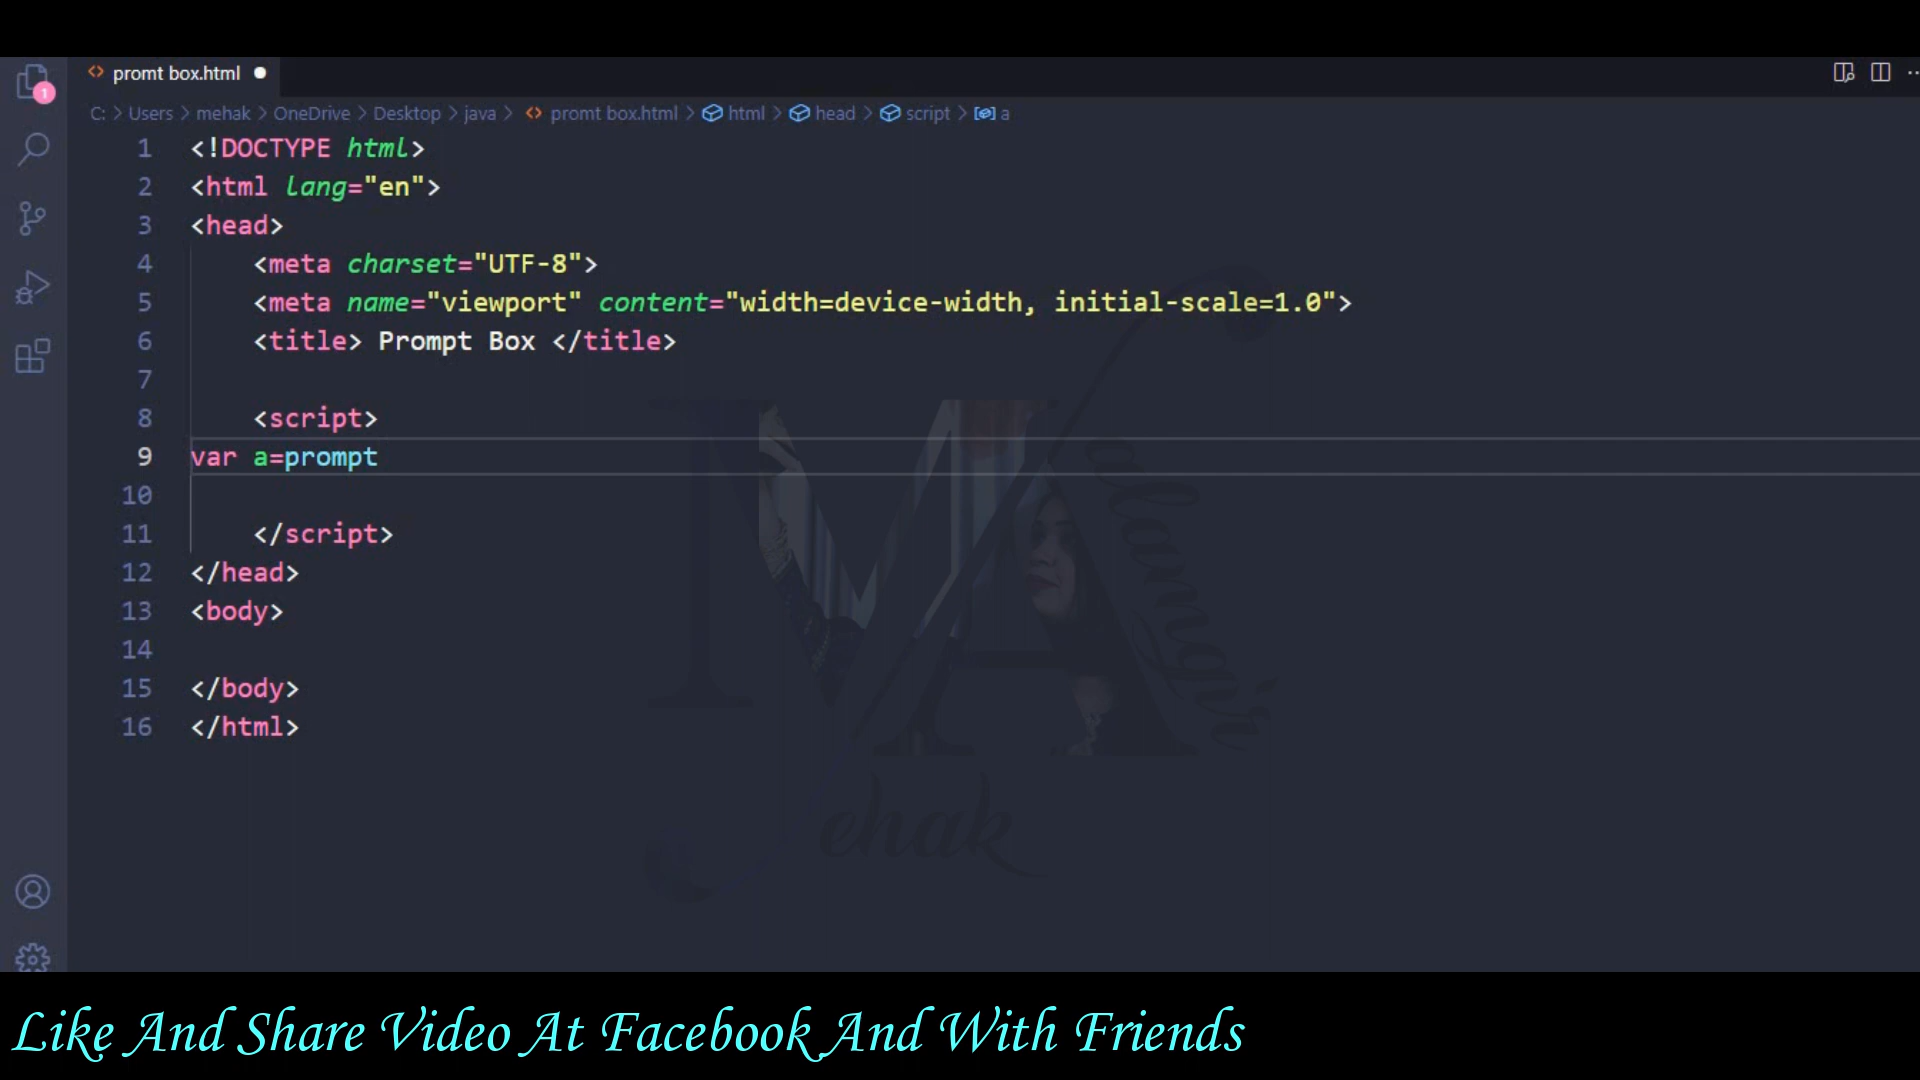 promt box.html
1
C: > Users > mehak > OneDrive > Desktop > java > promt box.html > html > head > script > a
1 <!DOCTYPE html>
2 <html lang="en">
3 <head>
4 <meta charset="UTF-8">
5 <meta name="viewport" content="width=device-width, initial-scale=1.0">
6 <title> Prompt Box </title>
7
8 <script>
9 var a=prompt
10
11 </script>
12 </head>
13 <body>
14
15 </body>
16 </html>
M A
alamgir
ehak
Like And Share Video At Facebook And With Friends